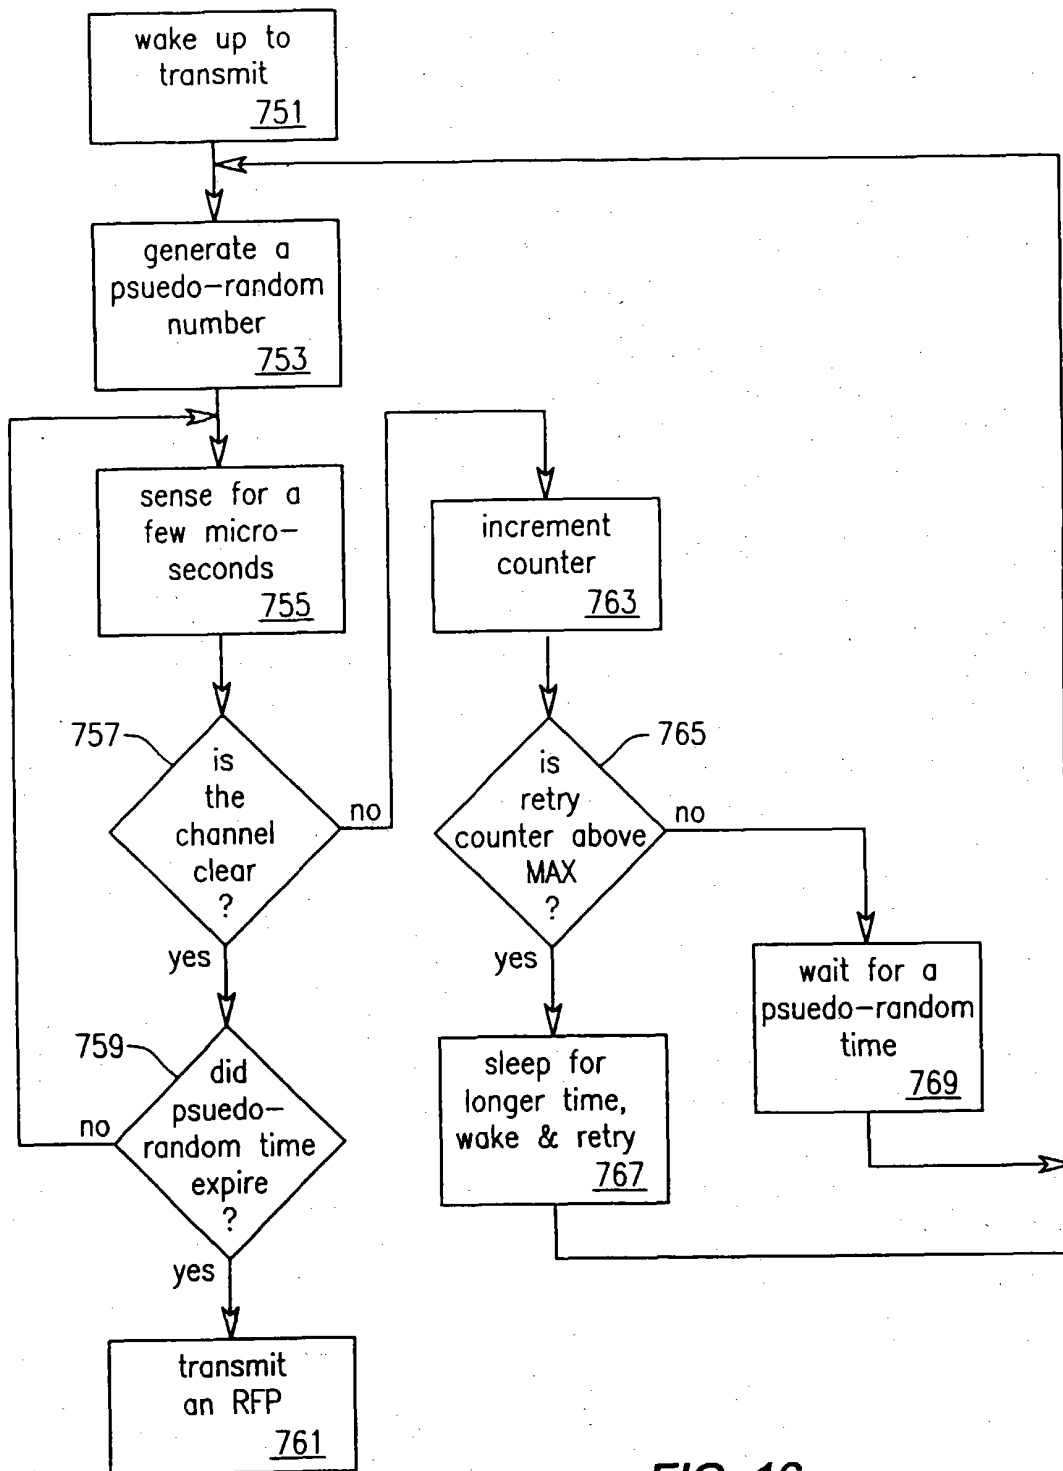 wake up to
transmit
751
generate a
psuedo-random
number
753
sense for a
few micro-
seconds
755
757
is
the
channel
clear
?
no
yes
759
did
psuedo-
random time
expire
?
no
yes
transmit
an RFP
761
increment
counter
763
765
is
retry
counter above
MAX
?
no
yes
sleep for
longer time,
wake & retry
767
wait for a
psuedo-random
time
769